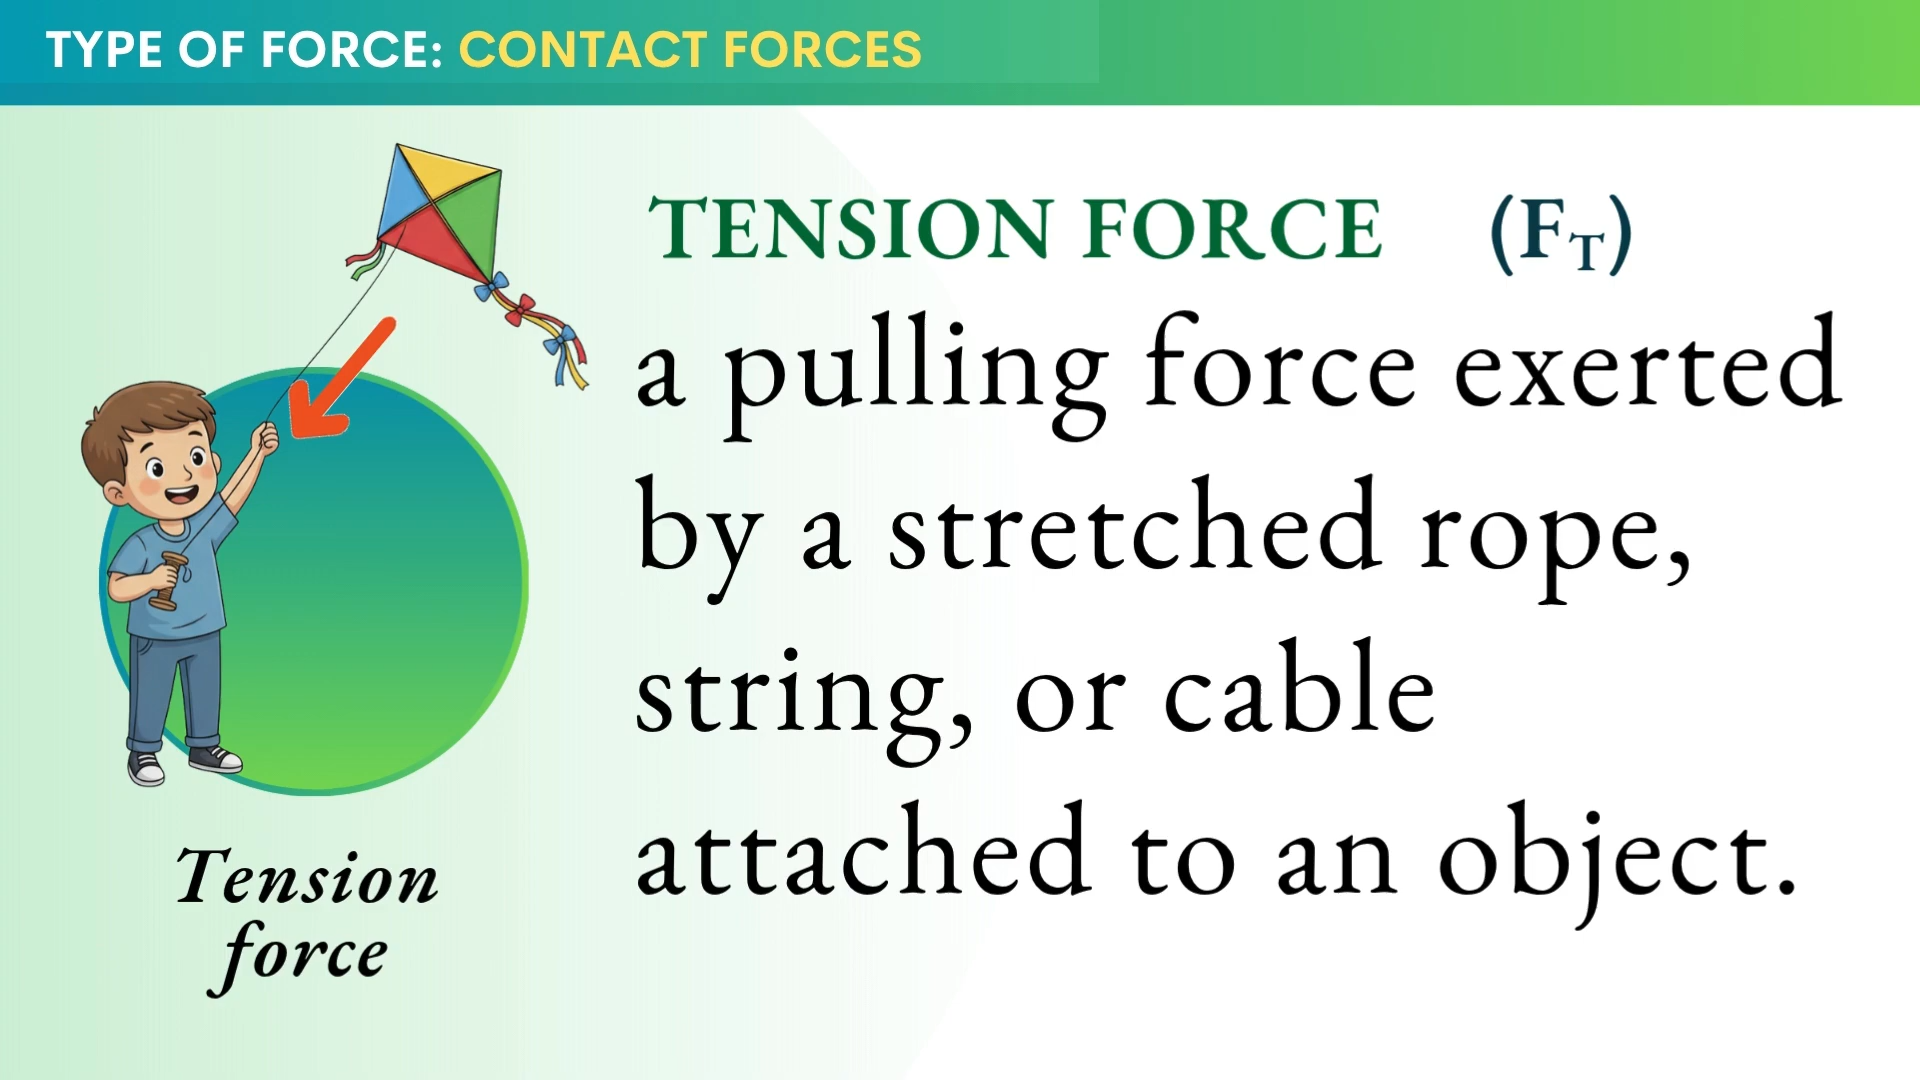 TYPE OF FORCE: CONTACT FORCES
TENSION FORCE (FT)
a pulling force exerted
by a stretched rope,
string, or cable
attached to an object.
Tension
force